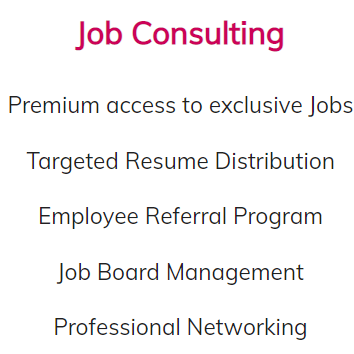 Job Consulting
Premium access to exclusive Jobs
Targeted Resume Distribution
Employee Referral Program
Job Board Management
Professional Networking